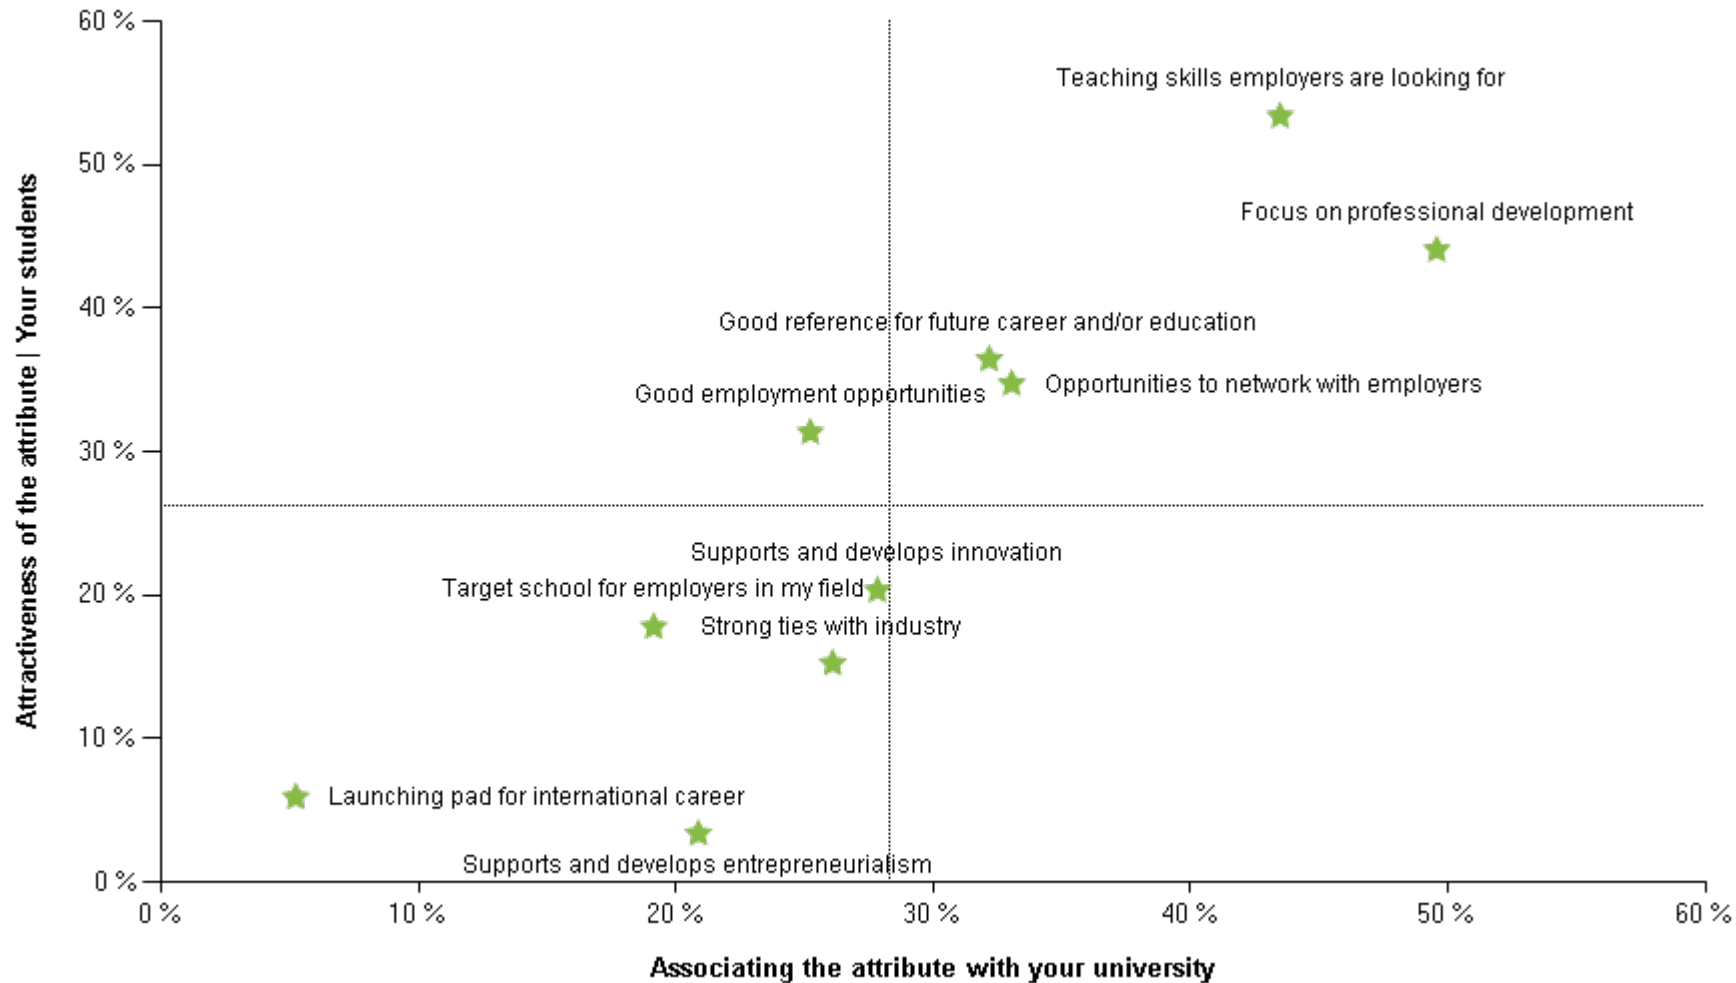 60 %
Teaching skills employers are looking for
50 %
Focus on professional development
40 %
Good reference for future career and/or education
Opportunities to network with employers
Good employment opportunities
30 %
Supports and develops innovation
Target school for employers in my field
20 %
Strong ties with industry
10 %
Launching pad for international career
Supports and develops entrepreneurialism
0 %
0 % 10 % 20 % 30 % 40 % 50 % 60 %
Associating the attribute with your university
Attractiveness of the attribute | Your students